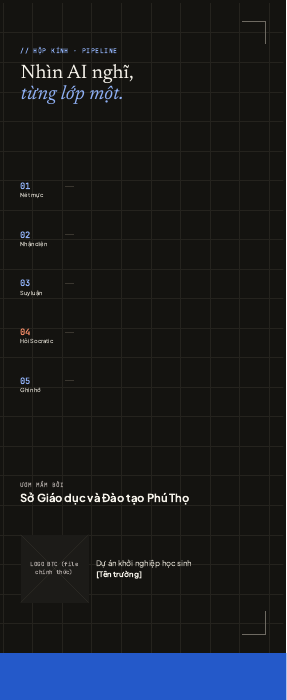 // HỘP KÍNH · PIPELINE
Nhìn AI nghĩ,
từng lớp một.
01
Nét mực
02
Nhận diện
03
Suy luận
04
Hỏi Socratic
05
Ghi nhớ
ƯƠM MẦM BỞI
Sở Giáo dục và Đào tạo Phú Thọ
LOGO BTC (file
chính thức)
Dự án khởi nghiệp học sinh
[Tên trường]